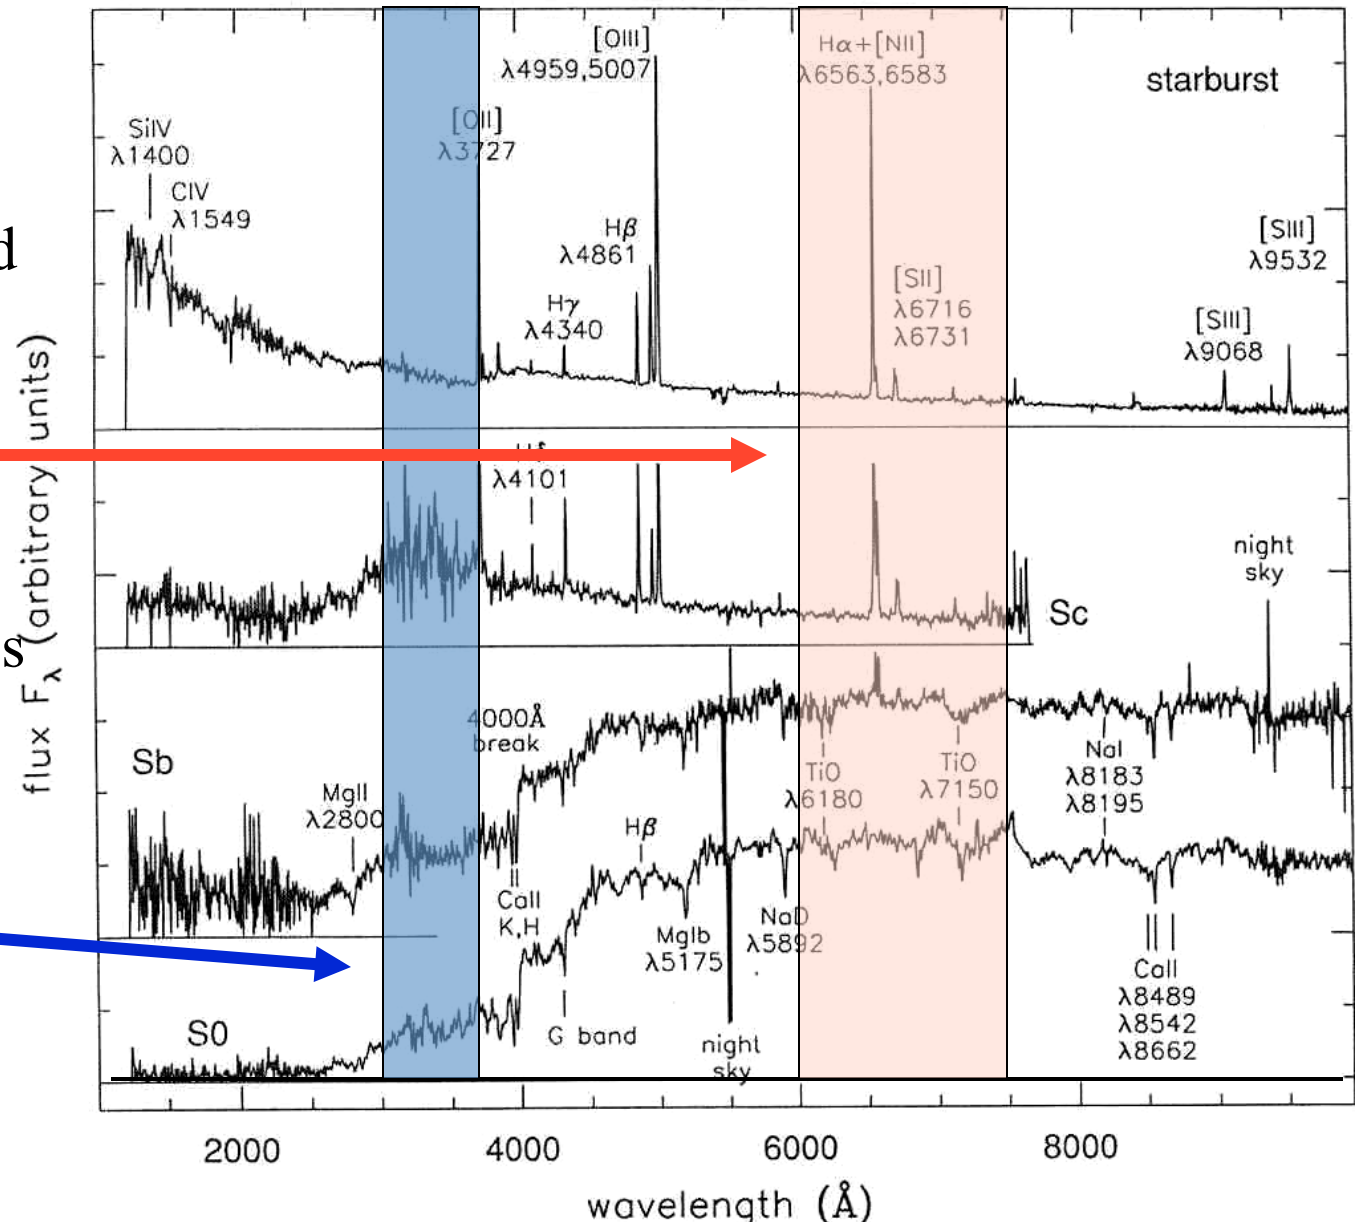 [OIII]
λ4959,5007
Hα+[NII]
λ6563,6583
starburst
[OII]
λ3727
SiIV
λ1400
CIV
λ1549
Hβ
λ4861
[SIII]
λ9532
d
[SII]
λ6716
λ6731
Hγ
λ4340
[SIII]
λ9068
λ4101
night
sky
Sc
s
4000Å
break
Sb
MgII
λ2800
TiO
λ6180
TiO
λ7150
NaI
λ8183
λ8195
Hβ
CaII
K,H
MgIb
λ5175
NaD
λ5892
CaII
λ8489
λ8542
λ8662
S0
G band
night
sky
flux Fλ (arbitrary units)
2000 4000 6000 8000
wavelength (Å)